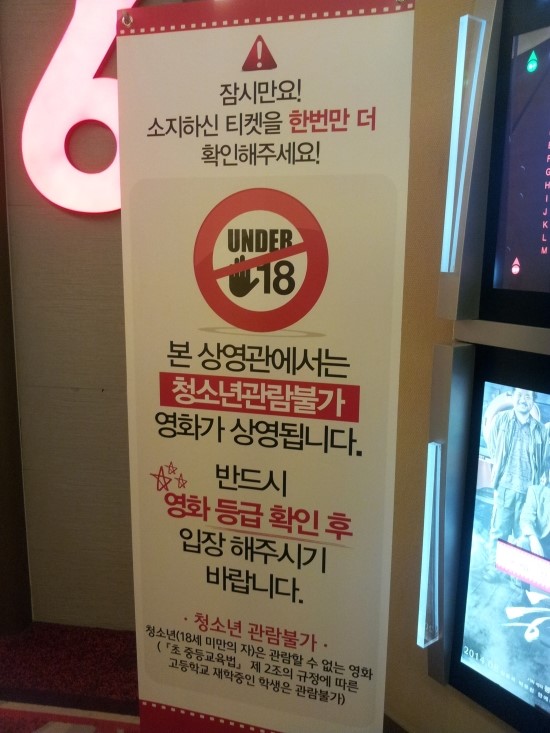 6
잠시만요!
소지하신 티켓을 한번만 더
확인해주세요!
UNDER
18
본 상영관에서는
청소년관람불가
영화가 상영됩니다.
반드시
영화 등급 확인 후
입장 해주시기
바랍니다.
· 청소년 관람불가 ·
청소년(18세 미만의 자)은 관람할 수 없는 영화
(「초 중등교육법」 제 2조의 규정에 따른
고등학교 재학중인 학생은 관람불가)
F
G
H
I
J
K
L
M
2014